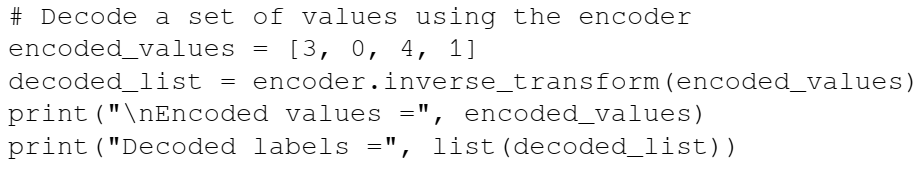 # Decode a set of values using the encoder
encoded_values = [3, 0, 4, 1]
decoded_list = encoder.inverse_transform(encoded_values)
print("\nEncoded values =", encoded_values)
print("Decoded labels =", list(decoded_list))